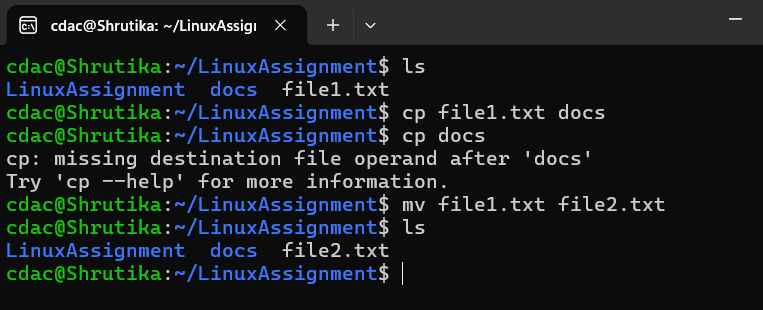 cdac@Shrutika: ~/LinuxAssigr
cdac@Shrutika:~/LinuxAssignment$ ls
LinuxAssignment  docs  file1.txt
cdac@Shrutika:~/LinuxAssignment$ cp file1.txt docs
cdac@Shrutika:~/LinuxAssignment$ cp docs
cp: missing destination file operand after 'docs'
Try 'cp --help' for more information.
cdac@Shrutika:~/LinuxAssignment$ mv file1.txt file2.txt
cdac@Shrutika:~/LinuxAssignment$ ls
LinuxAssignment  docs  file2.txt
cdac@Shrutika:~/LinuxAssignment$